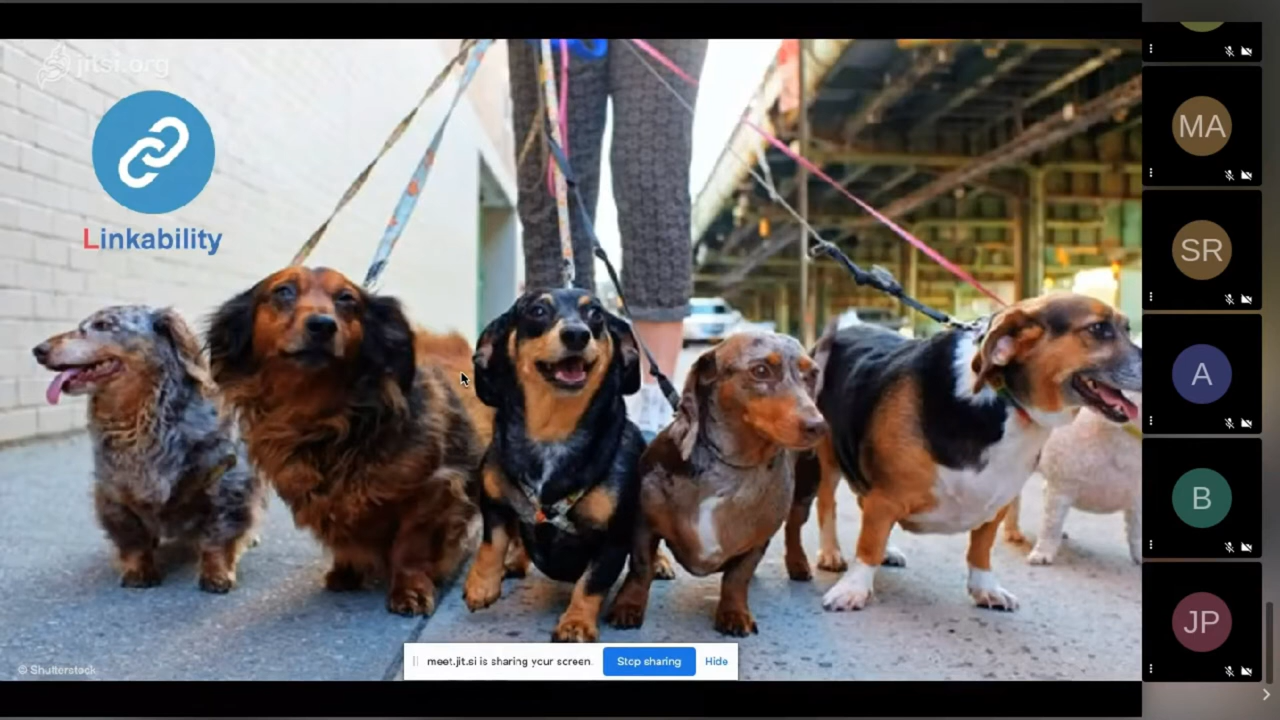 jitsi.org
Linkability
© Shutterstock
meet.jit.si is sharing your screen.
Stop sharing
Hide
MA
SR
A
B
JP